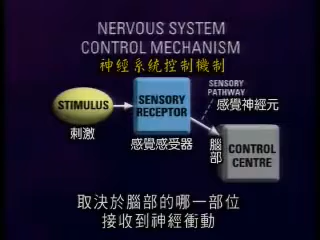 NERVOUS SYSTEM
CONTROL MECHANISM
神經系統控制機制
SENSORY
PATHWAY
感覺神經元
STIMULUS
刺激
SENSORY
RECEPTOR
感覺感受器
腦部
CONTROL
CENTRE
取決於腦部的哪一部位
接收到神經衝動